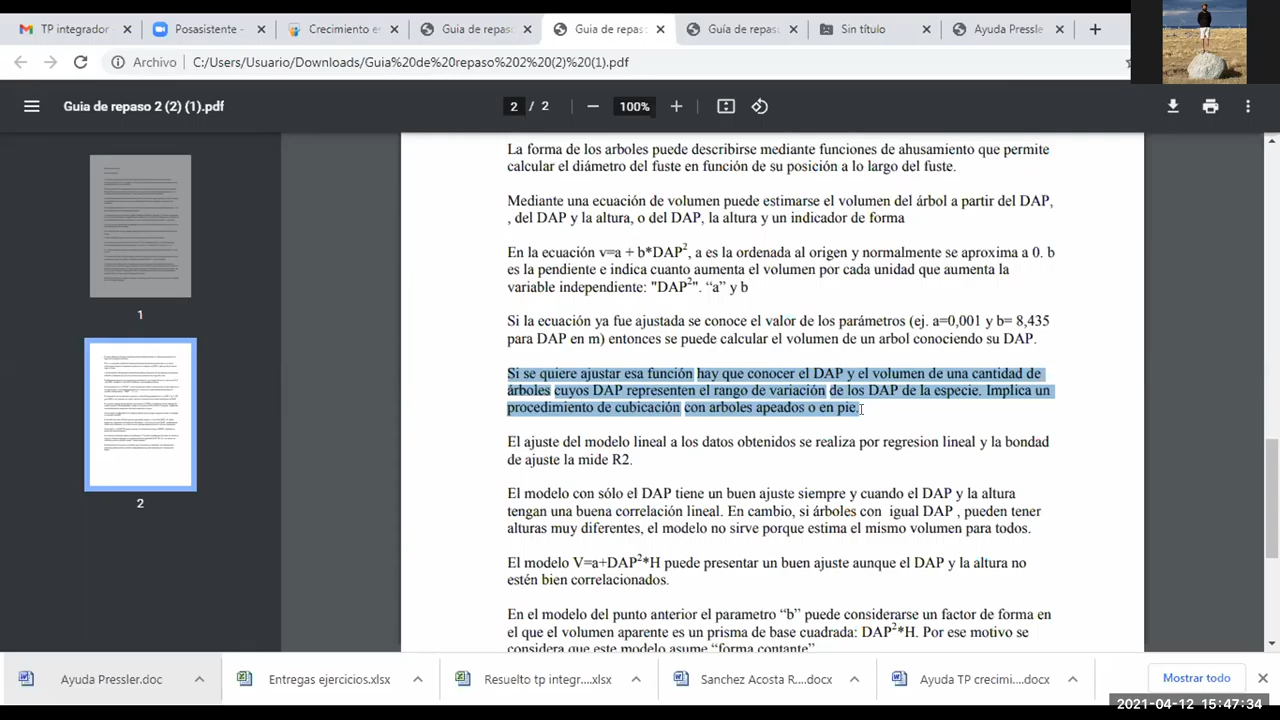 TP integrador
Posasistente -
Crecimiento e
Guia de repas
Guia de repas
Guía de repas
Sin título
Ayuda Pressle
Archivo
C:/Users/Usuario/Downloads/Guia%20de%20repaso%202%20(2)%20(1).pdf
Guia de repaso 2 (2) (1).pdf
2 / 2
100%
La forma de los arboles puede describirse mediante funciones de ahusamiento que permite
calcular el diámetro del fuste en función de su posición a lo largo del fuste.
Mediante una ecuación de volumen puede estimarse el volumen del árbol a partir del DAP,
, del DAP y la altura, o del DAP, la altura y un indicador de forma
En la ecuación v=a + b*DAP², a es la ordenada al origen y normalmente se aproxima a 0. b
es la pendiente e indica cuanto aumenta el volumen por cada unidad que aumenta la
variable independiente: "DAP²". “a” y b
Si la ecuación ya fue ajustada se conoce el valor de los parámetros (ej. a=0,001 y b= 8,435
para DAP en m) entonces se puede calcular el volumen de un arbol conociendo su DAP.
Si se quiere ajustar esa función hay que conocer el DAP y el volumen de una cantidad de
árboles cuyos DAP representen el rango de variación de los DAP de la especie. Implica un
procedimiento de cubicación con arboles apeados o en pie.
El ajuste del modelo lineal a los datos obtenidos se realiza por regresion lineal y la bondad
de ajuste la mide R2.
El modelo con sólo el DAP tiene un buen ajuste siempre y cuando el DAP y la altura
tengan una buena correlación lineal. En cambio, si árboles con igual DAP , pueden tener
alturas muy diferentes, el modelo no sirve porque estima el mismo volumen para todos.
El modelo V=a+DAP²*H puede presentar un buen ajuste aunque el DAP y la altura no
estén bien correlacionados.
En el modelo del punto anterior el parametro “b” puede considerarse un factor de forma en
el que el volumen aparente es un prisma de base cuadrada: DAP²*H. Por ese motivo se
considera que este modelo asume “forma contante”
1
2
Ayuda Pressler.doc
Entregas ejercicios.xlsx
Resuelto tp integr....xlsx
Sanchez Acosta R....docx
Ayuda TP crecimi....docx
Mostrar todo
2021-04-12 15:47:34